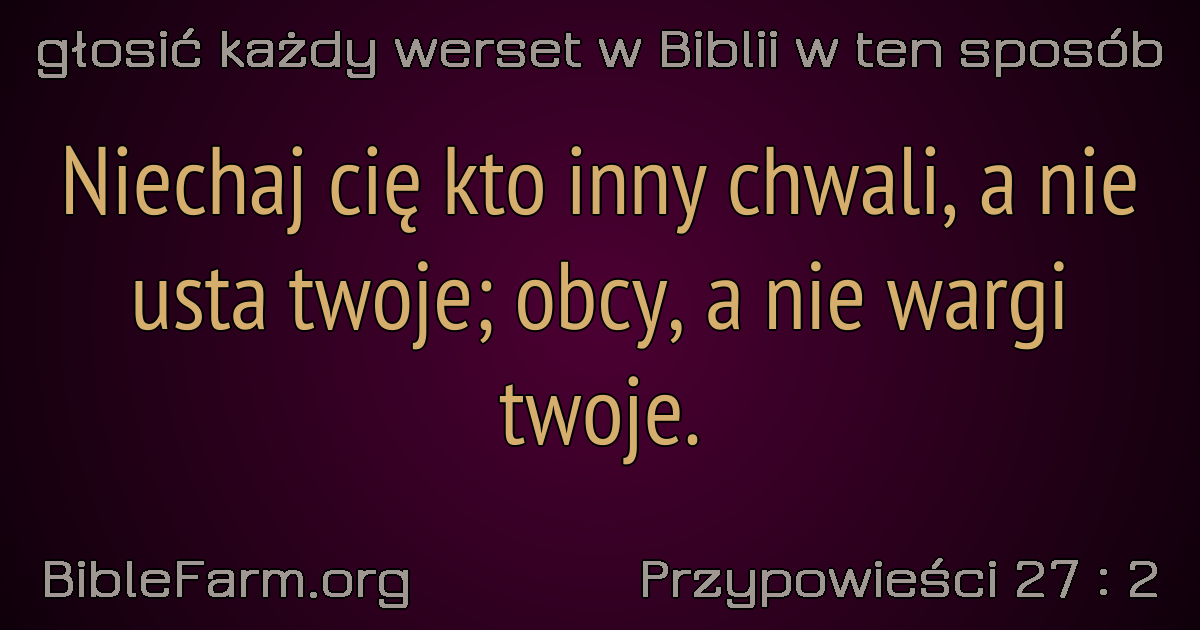 głosić każdy werset w Biblii w ten sposób
Niechaj cię kto inny chwali, a nie
usta twoje; obcy, a nie wargi
twoje.
BibleFarm.org
Przypowieści 27 : 2